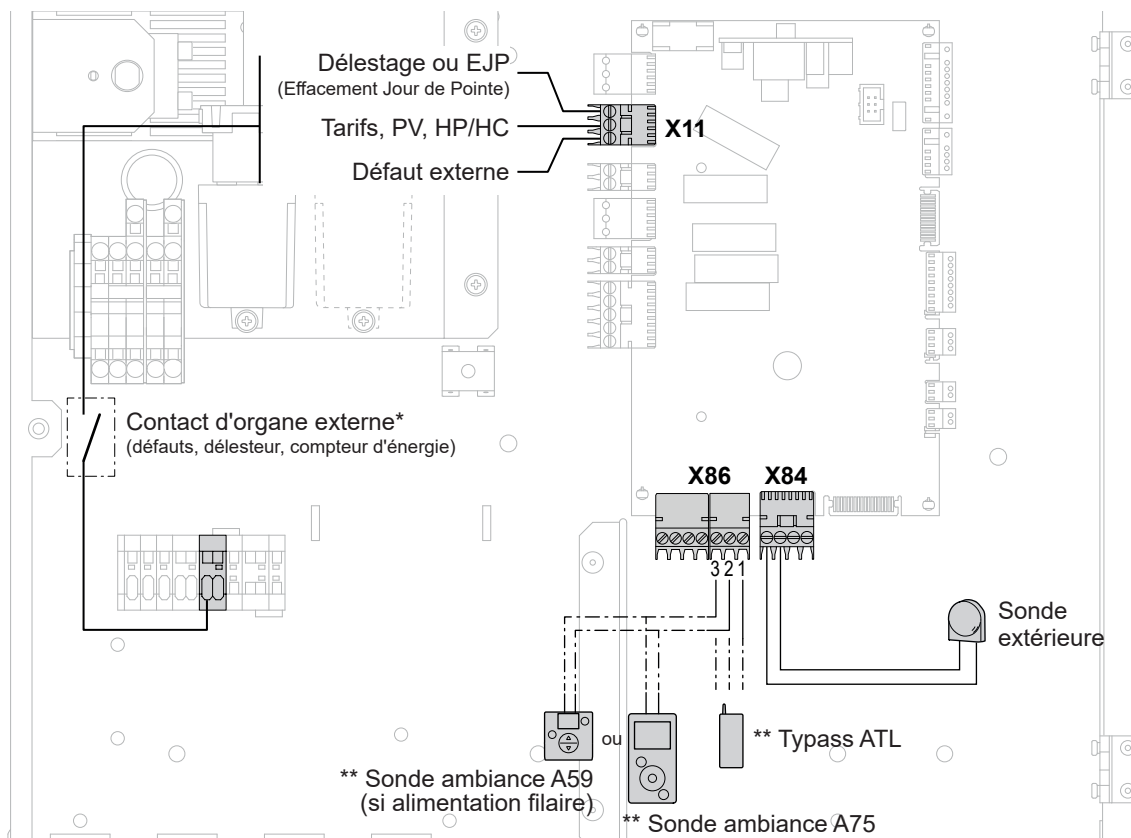 Délestage ou EJP
(Effacement Jour de Pointe)
Tarifs, PV, HP/HC
X11
Défaut externe
Contact d'organe externe*
(défauts, délesteur, compteur d'énergie)
X86
X84
3 2 1
Sonde
extérieure
ou
** Typass ATL
** Sonde ambiance A59
(si alimentation filaire)
** Sonde ambiance A75